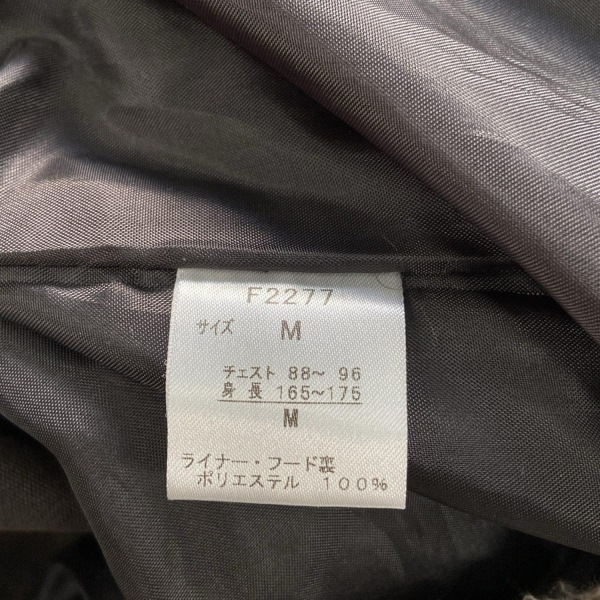 F2277
サイズ M
チェスト 88〜 96
身 長 165〜175
M
ライナー・フード裏
ポリエステル 100%